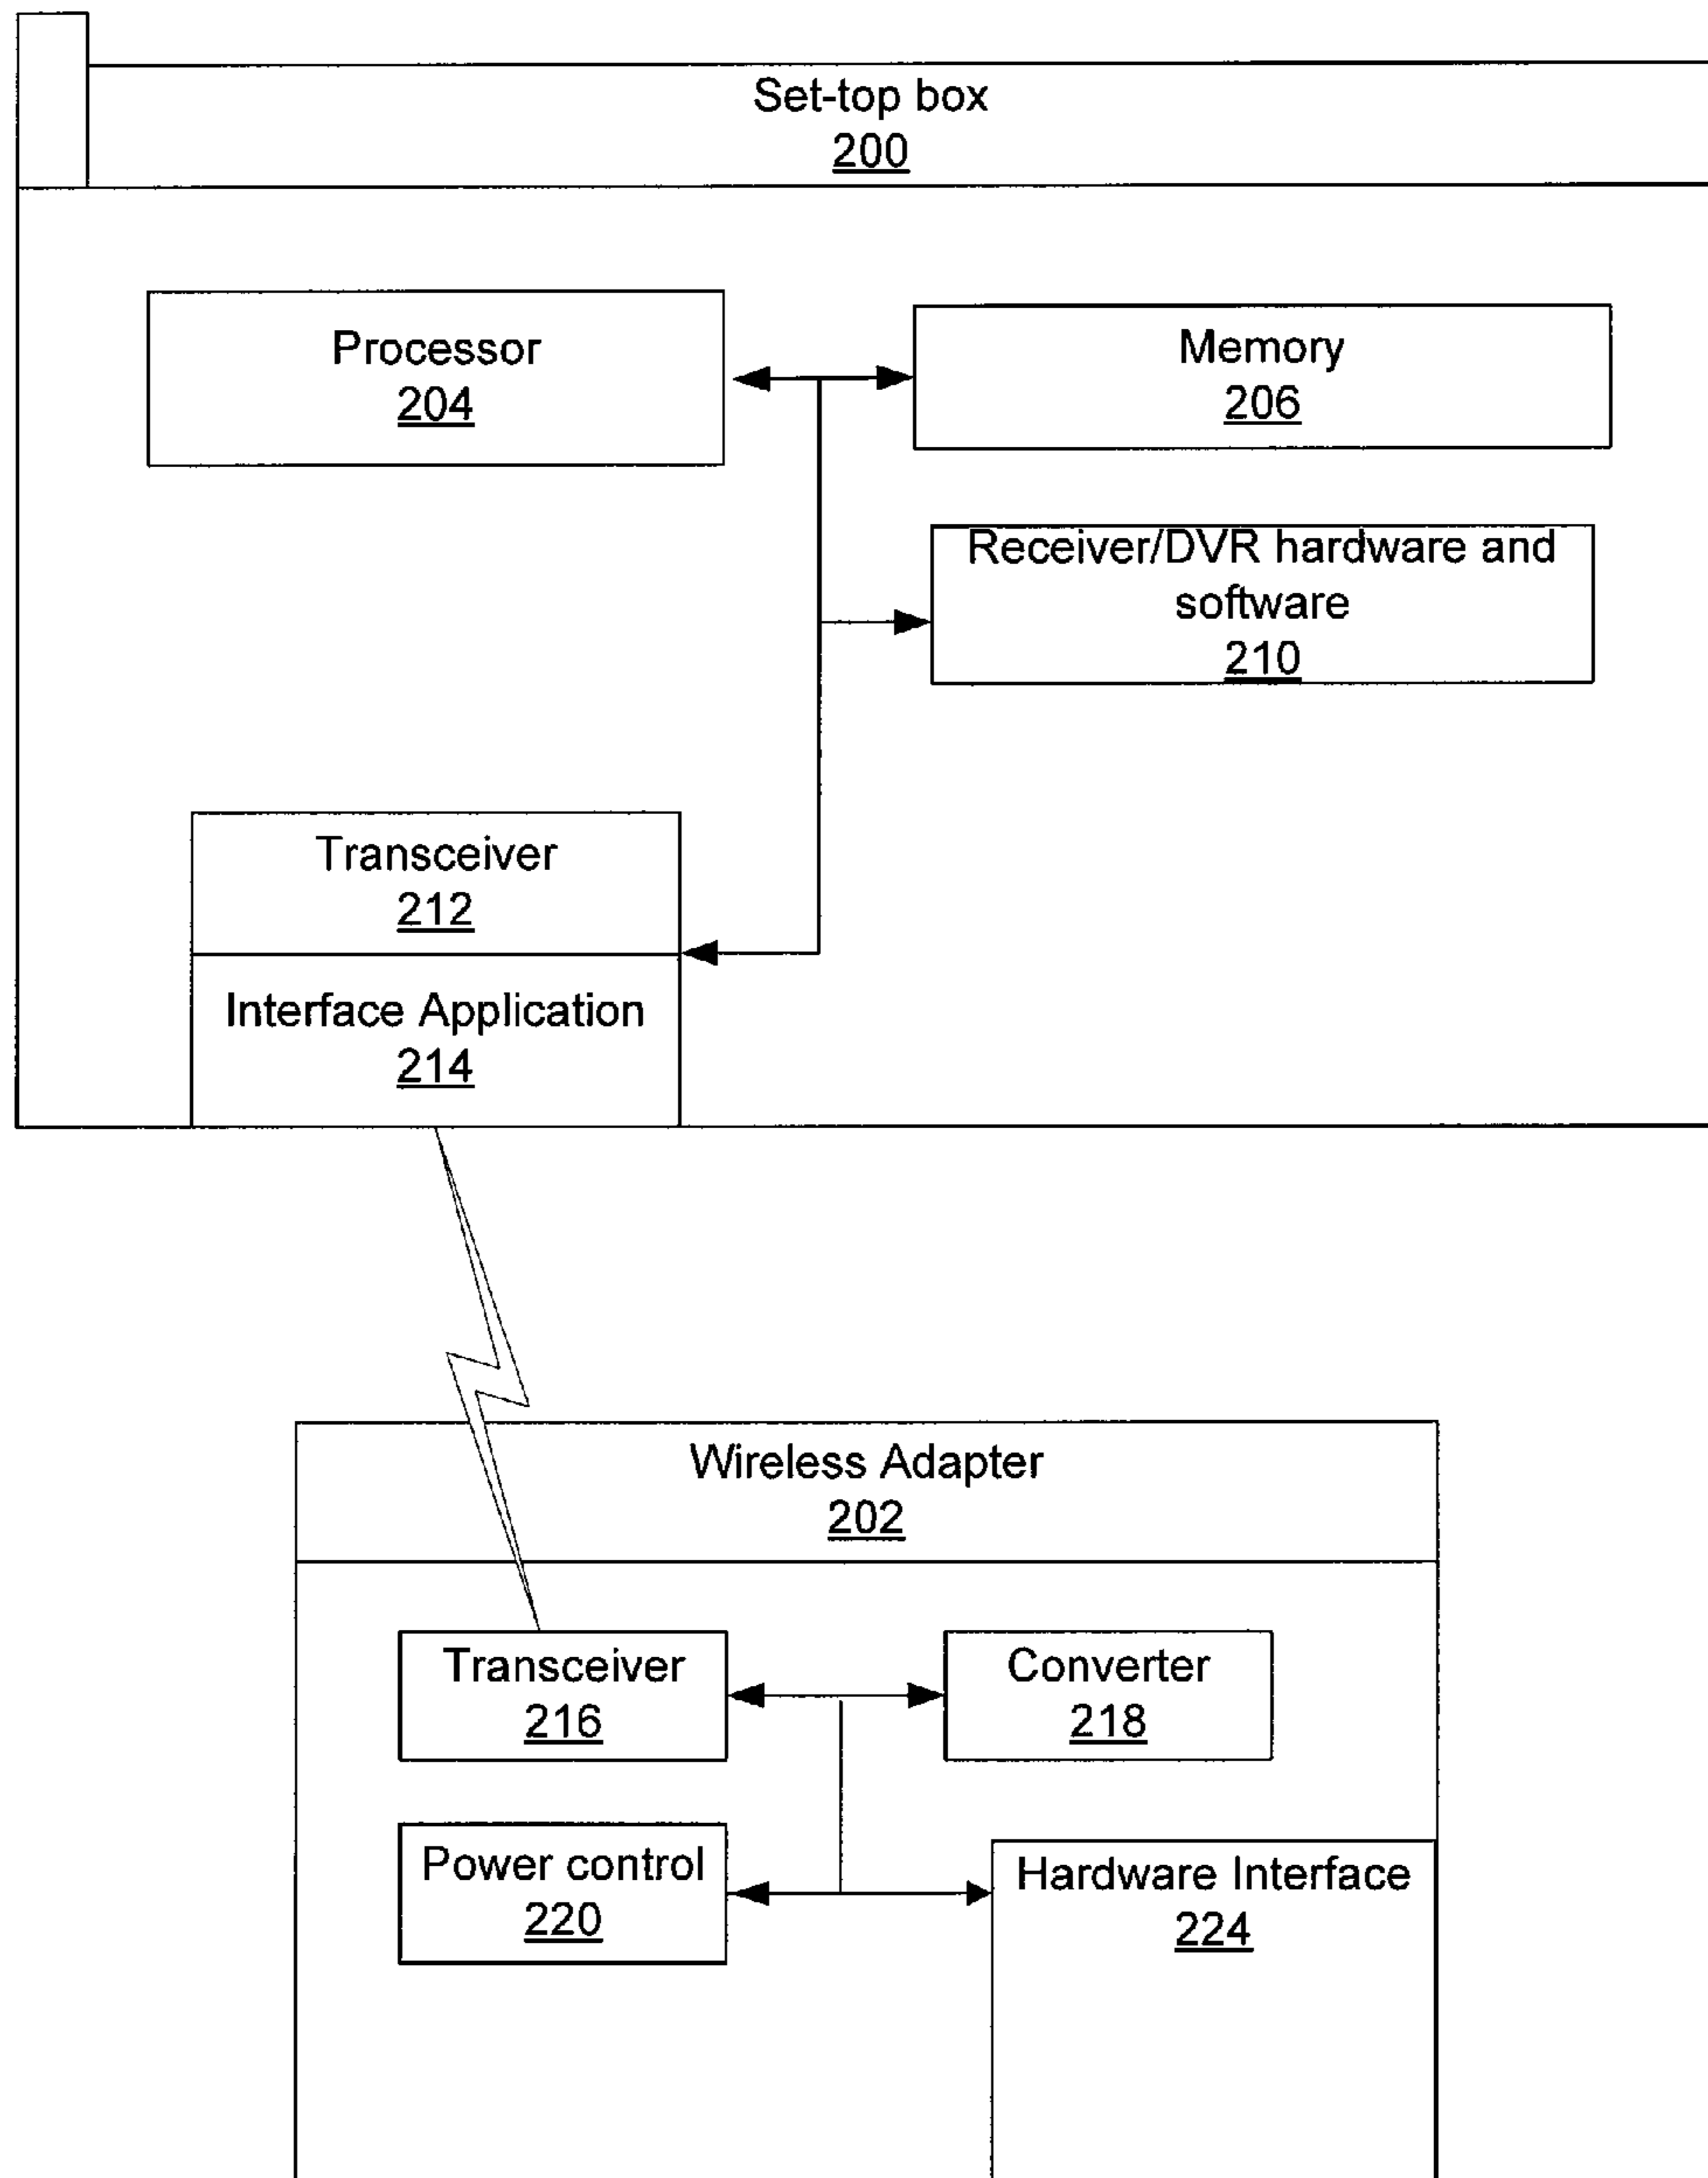 Set-top box
200
Processor
204
Memory
206
Receiver/DVR hardware and
software
210
Transceiver
212
Interface Application
214
Wireless Adapter
202
Transceiver
216
Converter
218
Power control
220
Hardware Interface
224